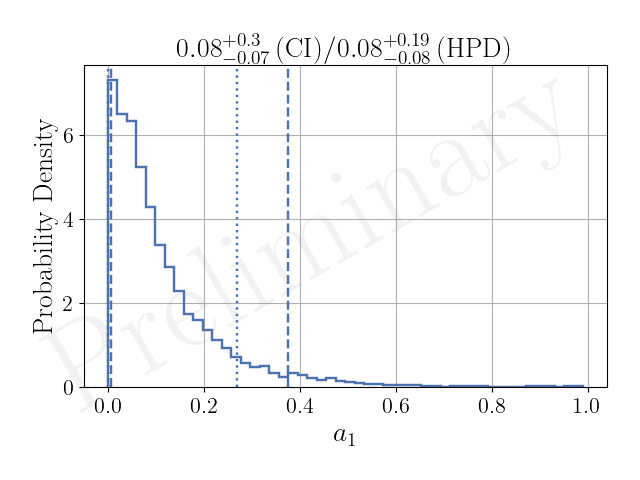 0.08^{+0.3}_{-0.07} (CI)/0.08^{+0.19}_{-0.08} (HPD)
Probability Density
6
4
2
0
0.0 0.2 0.4 0.6 0.8 1.0
a_1
Preliminary